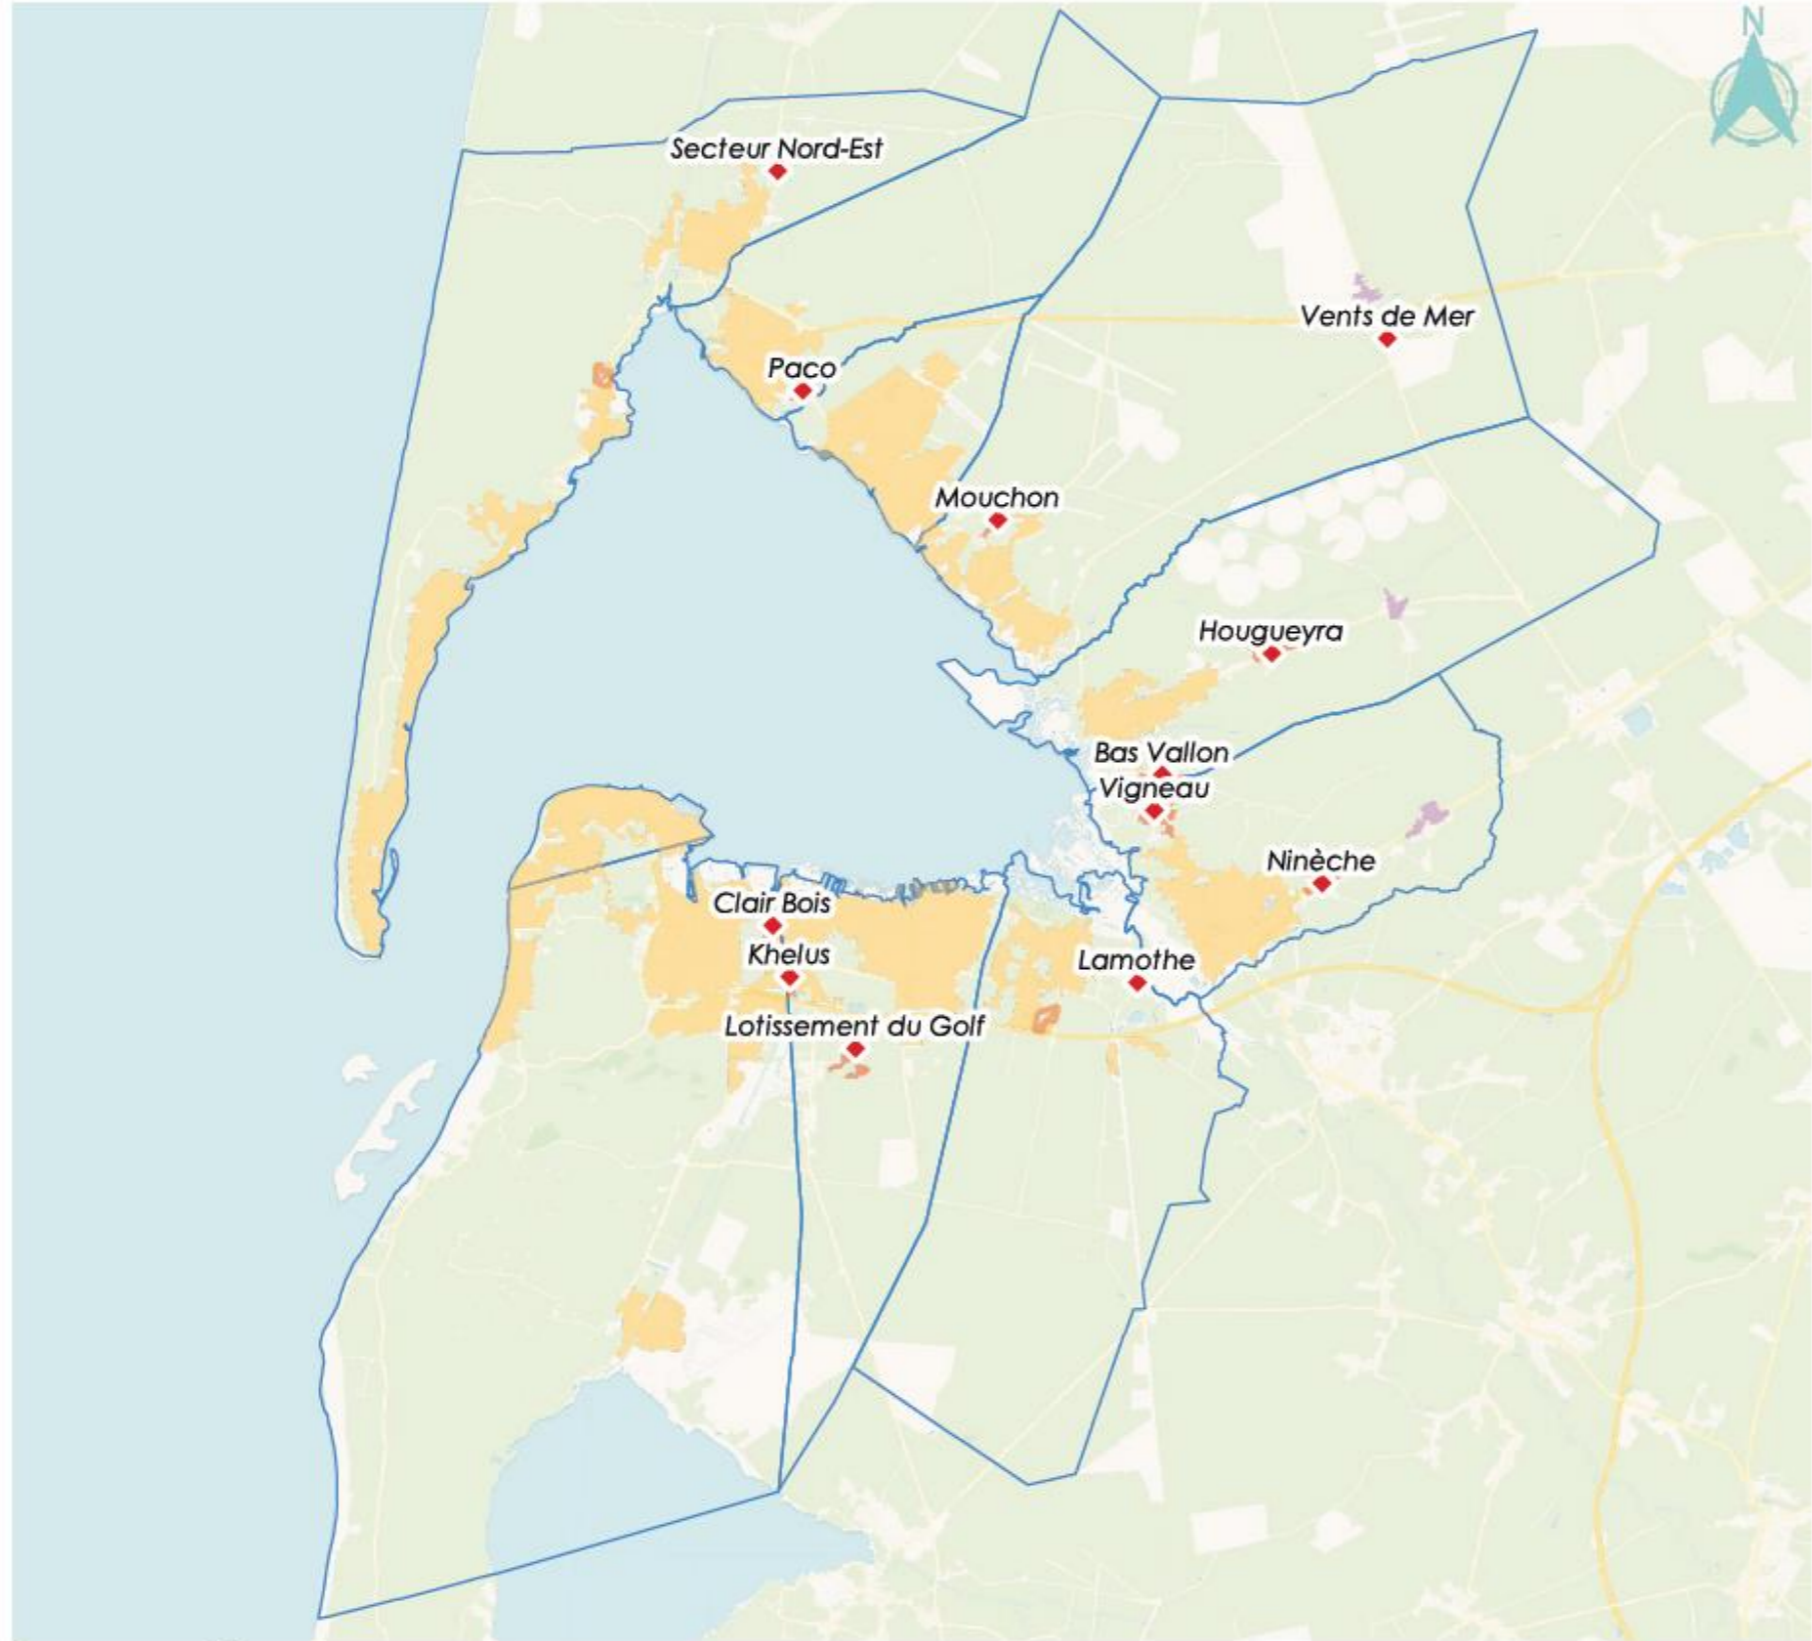 N
Secteur Nord-Est
Vents de Mer
Paco
Mouchon
Hougueyra
Bas Vallon
Vigneau
Ninèche
Clair Bois
Khelus
Lamothe
Lotissement du Golf